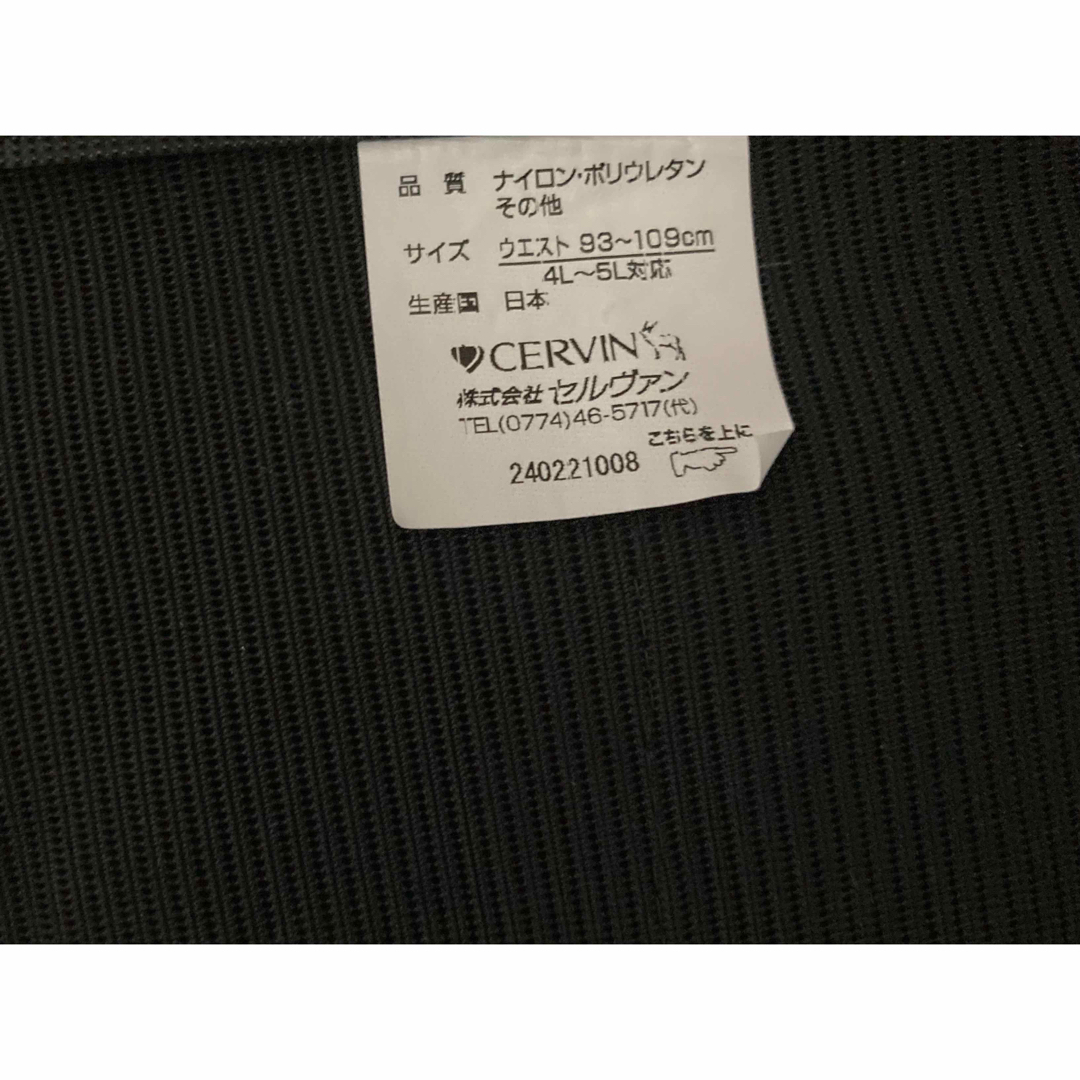 品 質 ナイロン・ポリウレタン
その他
サイズ ウエスト 93〜109cm
4L〜5L対応
生産国 日本
CERVIN
株式会社セルヴァン
TEL(0774)46-5717(代)
こちらを上に
240221008